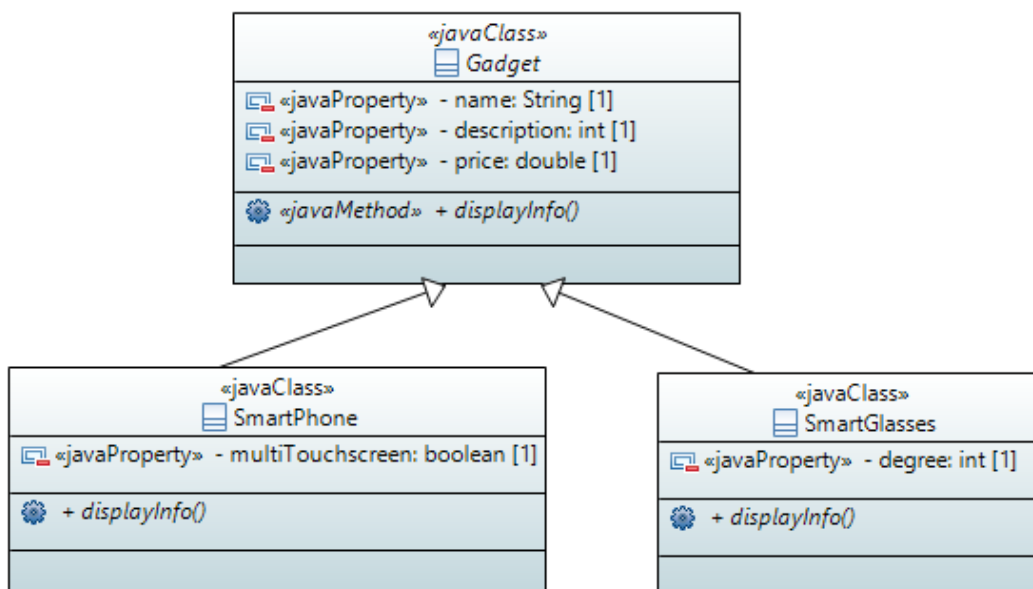 «javaClass»
Gadget
«javaProperty» - name: String [1]
«javaProperty» - description: int [1]
«javaProperty» - price: double [1]
«javaMethod» + displayInfo()
«javaClass»
SmartPhone
«javaProperty» - multiTouchscreen: boolean [1]
+ displayInfo()
«javaClass»
SmartGlasses
«javaProperty» - degree: int [1]
+ displayInfo()